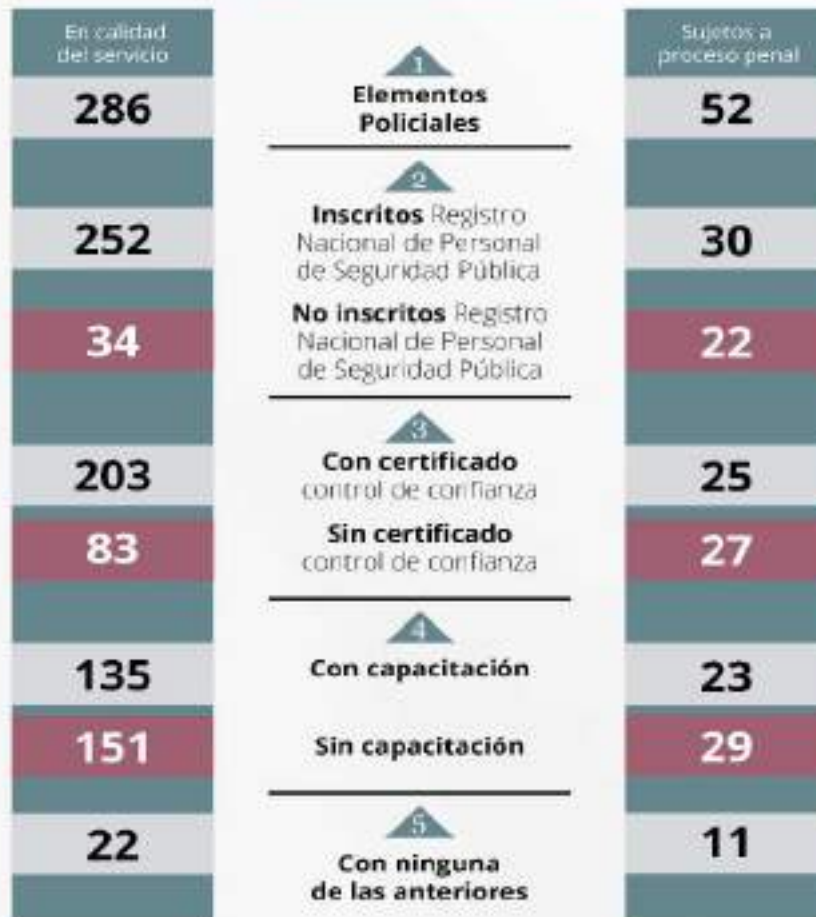 En calidad
del servicio
Sujetos a
proceso penal
1
286
Elementos
Policiales
52
2
252
Inscritos Registro
Nacional de Personal
de Seguridad Pública
30
34
No inscritos Registro
Nacional de Personal
de Seguridad Pública
22
3
203
Con certificado
control de confianza
25
83
Sin certificado
control de confianza
27
4
135
Con capacitación
23
151
Sin capacitación
29
5
22
Con ninguna
de las anteriores
11